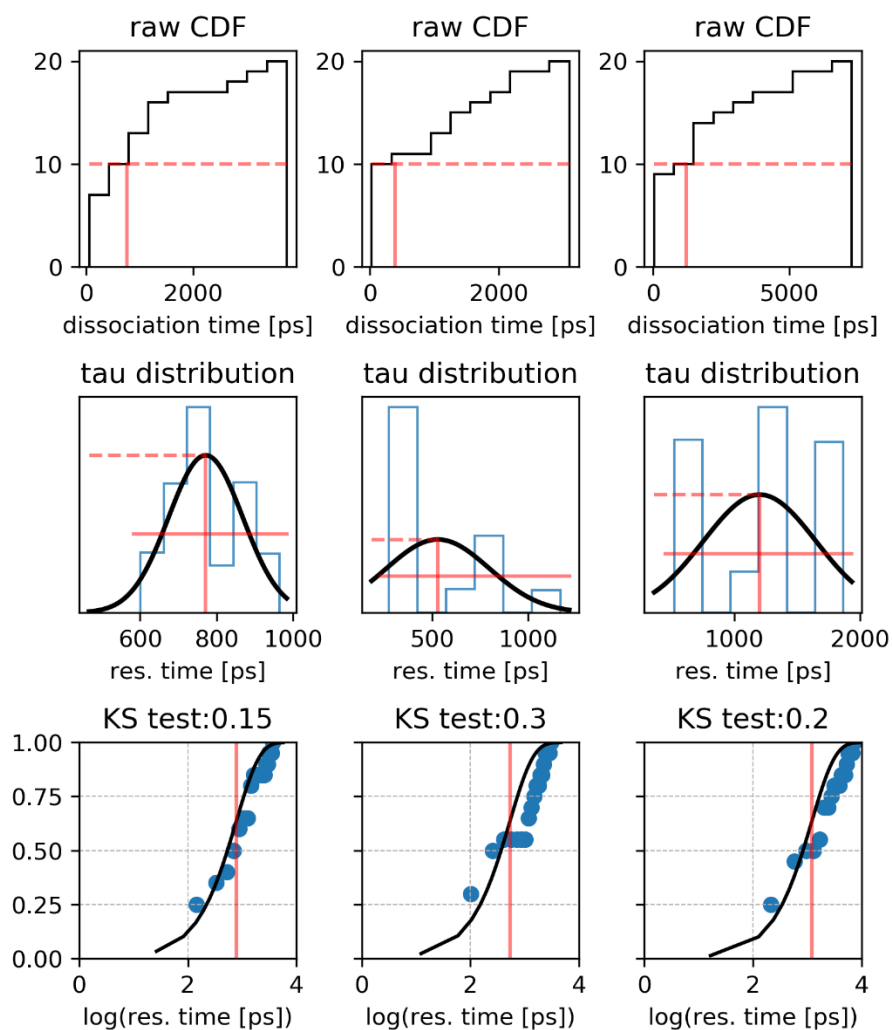 raw CDF raw CDF raw CDF
20 20 20
10 10 10
0 0 0
0 2000 0 2000 0 5000
dissociation time [ps] dissociation time [ps] dissociation time [ps]
tau distribution tau distribution tau distribution
600 800 1000 500 1000 1000 2000
res. time [ps] res. time [ps] res. time [ps]
KS test:0.15 KS test:0.3 KS test:0.2
1.00
0.75
0.50
0.25
0.00
2 4 2 4 2 4
log(res. time [ps]) log(res. time [ps]) log(res. time [ps])